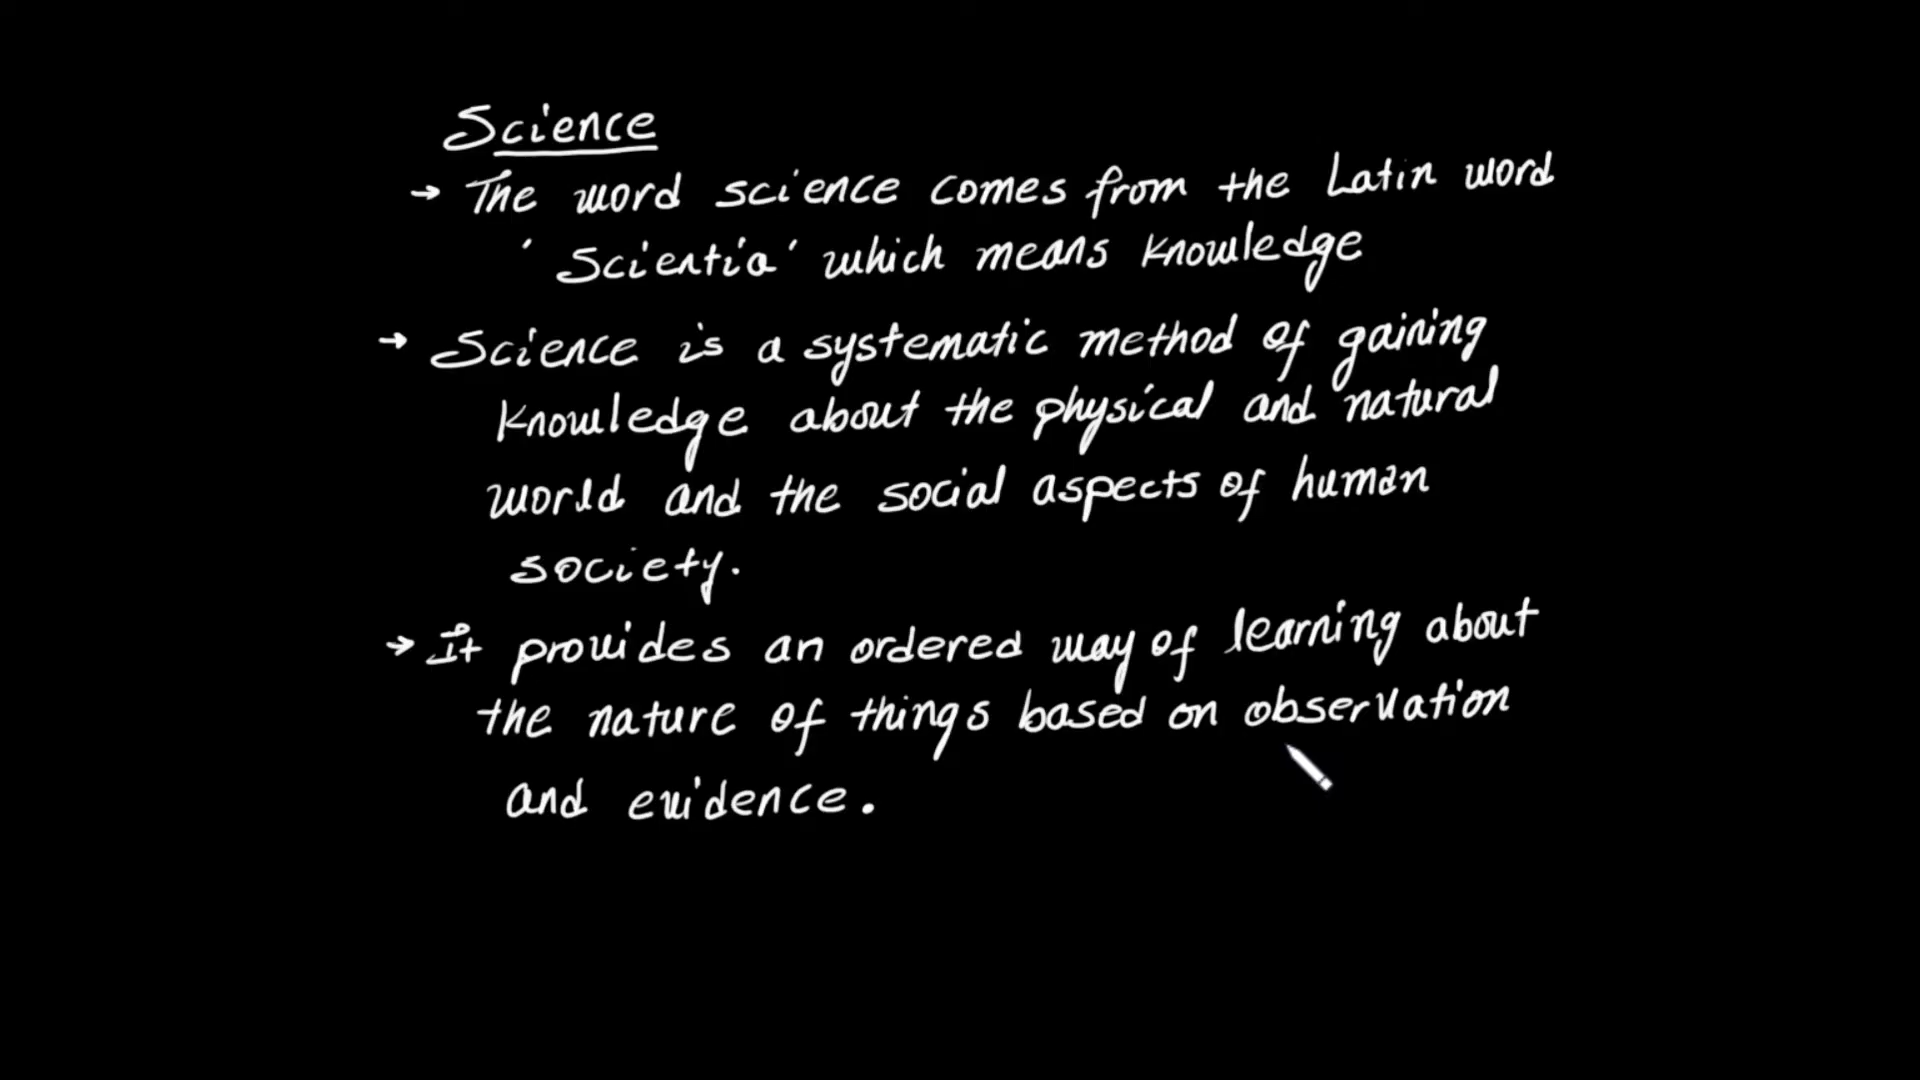 Science
→ The word science comes from the Latin word
'Scientia' which means knowledge
→ Science is a systematic method of gaining
knowledge about the physical and natural
world and the social aspects of human
society.
→ It provides an ordered way of learning about
the nature of things based on observation
and evidence.